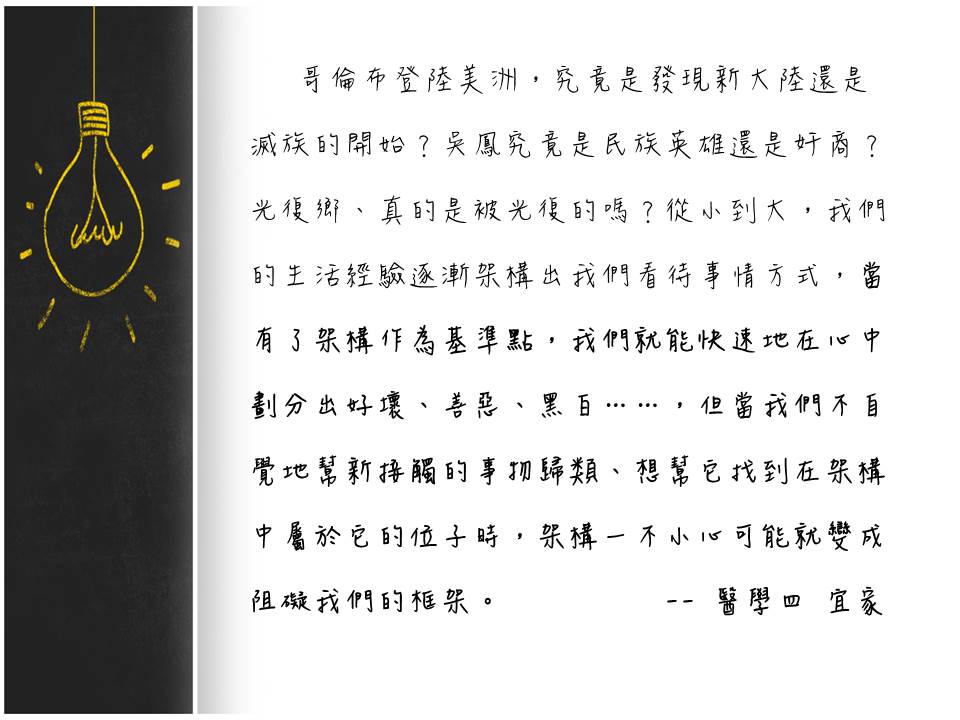 哥倫布登陸美洲，究竟是發現新大陸還是
滅族的開始？吳鳳究竟是民族英雄還是奸商？
光復鄉、真的是被光復的嗎？從小到大，我們
的生活經驗逐漸架構出我們看待事情方式，當
有了架構作為基準點，我們就能快速地在心中
劃分出好壞、善惡、黑白……，但當我們不自
覺地幫新接觸的事物歸類、想幫它找到在架構
中屬於它的位子時，架構一不小心可能就變成
阻礙我們的框架。 -- 醫學四 宜家